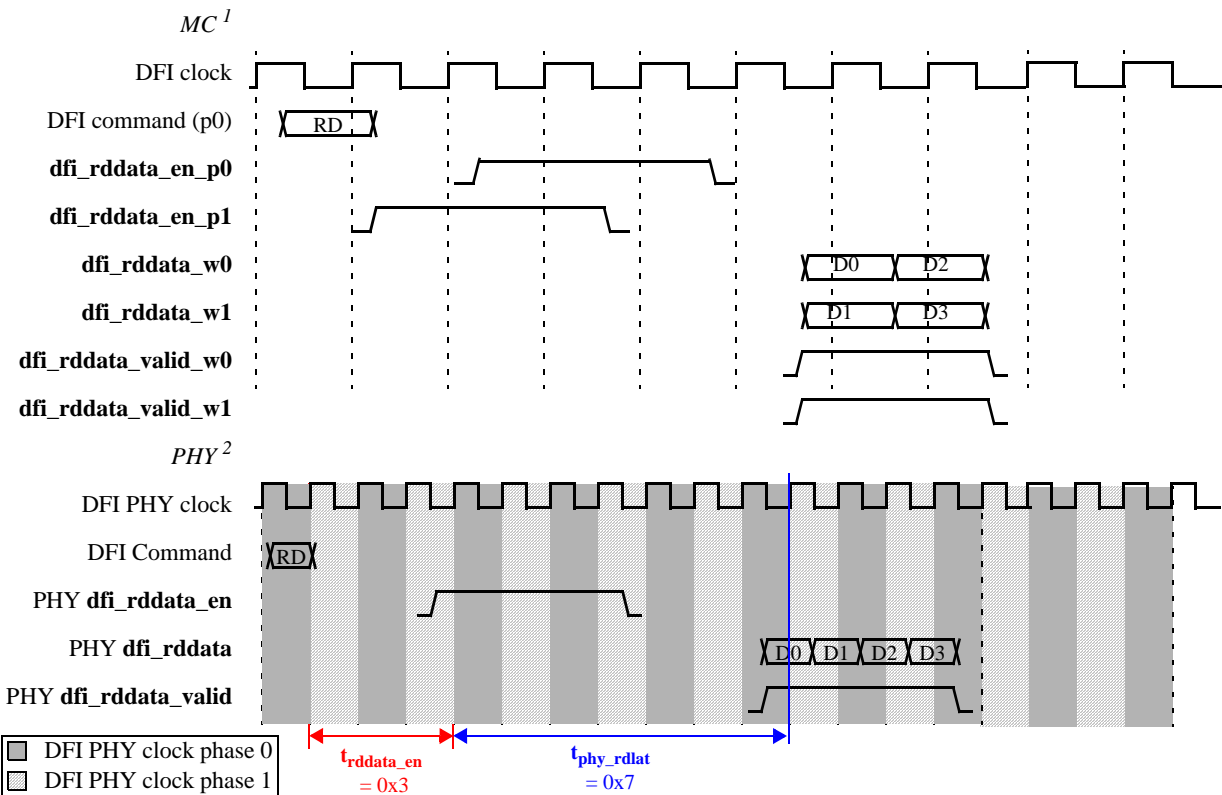 MC 1
DFI clock
DFI command (p0)
RD
dfi_rddata_en_p0
dfi_rddata_en_p1
dfi_rddata_w0
D0 D2
dfi_rddata_w1
D1 D3
dfi_rddata_valid_w0
dfi_rddata_valid_w1
PHY 2
DFI PHY clock
DFI Command
RD
PHY dfi_rddata_en
PHY dfi_rddata
D0 D1 D2 D3
PHY dfi_rddata_valid
DFI PHY clock phase 0
DFI PHY clock phase 1
trddata_en
= 0x3
tphy_rdlat
= 0x7